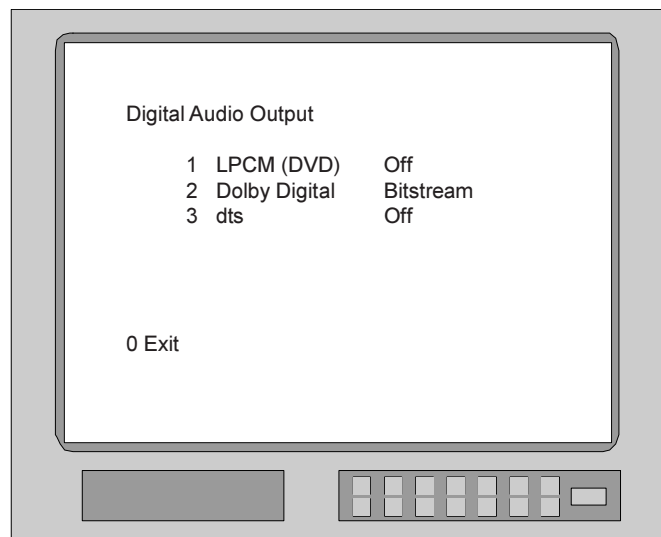 Digital Audio Output
1 LPCM (DVD) Off
2 Dolby Digital Bitstream
3 dts Off
0 Exit